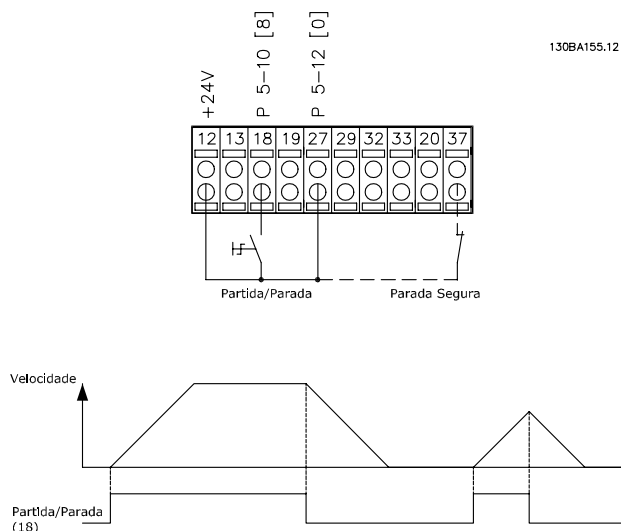 130BA155.12
+24V
P 5-10 [8]
P 5-12 [0]
12 13 18 19 27 29 32 33 20 37
Partida/Parada
Parada Segura
Velocidade
Partida/Parada
(18)